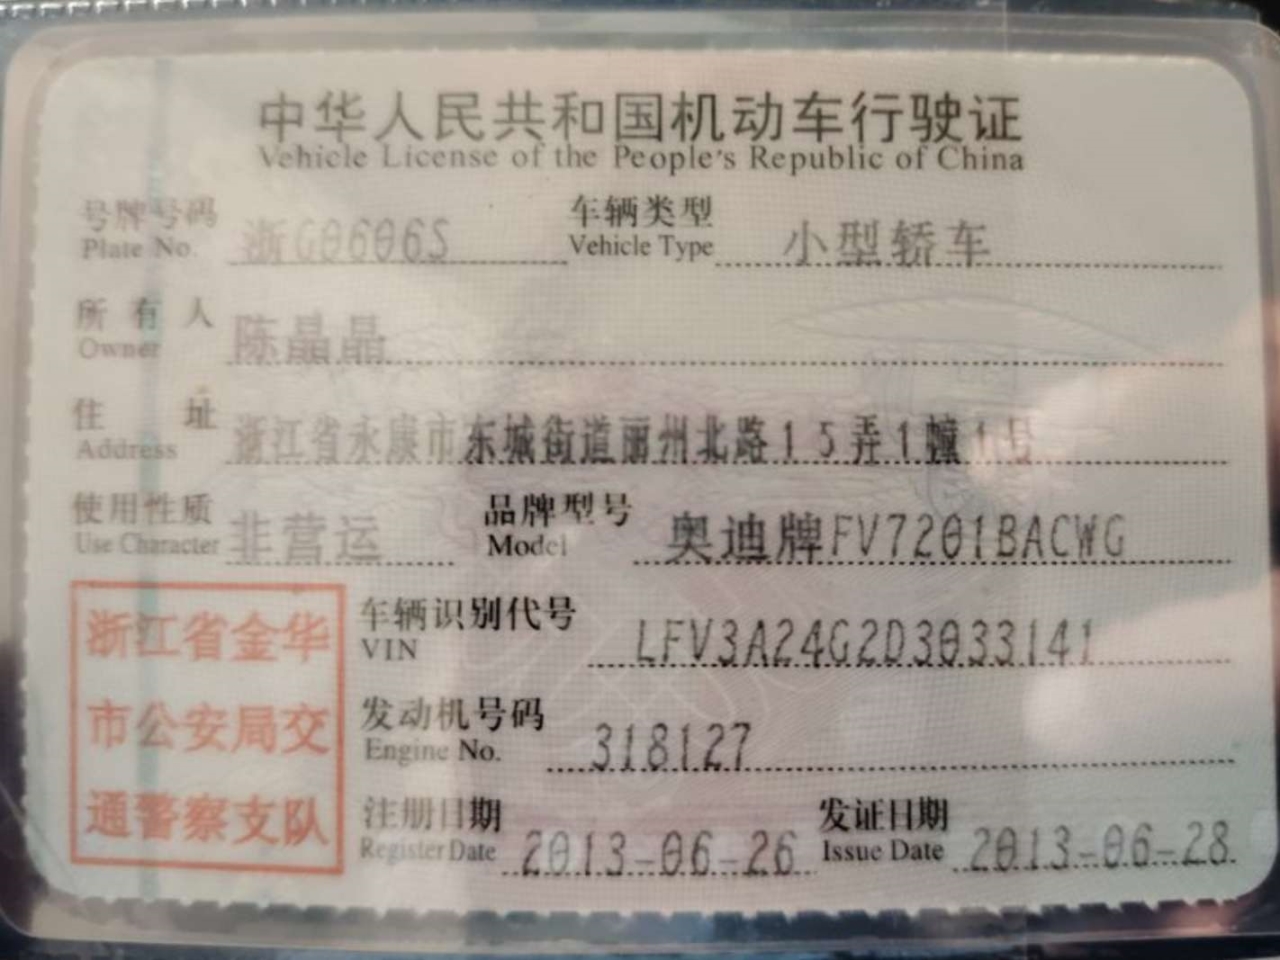 中华人民共和国机动车行驶证
Vehicle License of the People's Republic of China
号牌号码 浙G0606S 车辆类型 小型轿车
Plate No. Vehicle Type
所有人 陈晶晶
Owner
住址 浙江省永康市东城街道丽州北路15弄1幢1号
Address
使用性质 非营运 品牌型号 奥迪牌FV7201BACWG
Use Character Model
浙江省金华
市公安局交
通警察支队
车辆识别代号 LFV3A24G2D3033141
VIN
发动机号码 318127
Engine No.
注册日期 2013-06-26 发证日期 2013-06-28
Register Date Issue Date